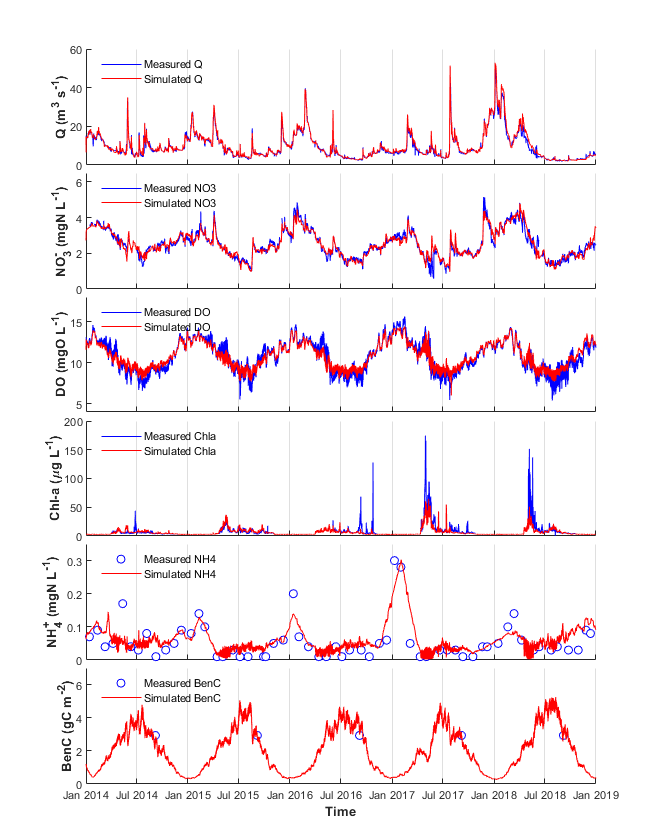 60
40
20
0
Q (m³ s⁻¹)
Measured Q
Simulated Q
6
4
2
0
NO₃⁻ (mgN L⁻¹)
Measured NO3
Simulated NO3
15
10
5
DO (mgO L⁻¹)
Measured DO
Simulated DO
200
150
100
50
0
Chl-a (μg L⁻¹)
Measured Chla
Simulated Chla
0.3
0.2
0.1
0
NH₄⁺ (mgN L⁻¹)
Measured NH4
Simulated NH4
6
4
2
0
BenC (gC m⁻²)
Measured BenC
Simulated BenC
Jan 2014 Jul 2014 Jan 2015 Jul 2015 Jan 2016 Jul 2016 Jan 2017 Jul 2017 Jan 2018 Jul 2018 Jan 2019
Time